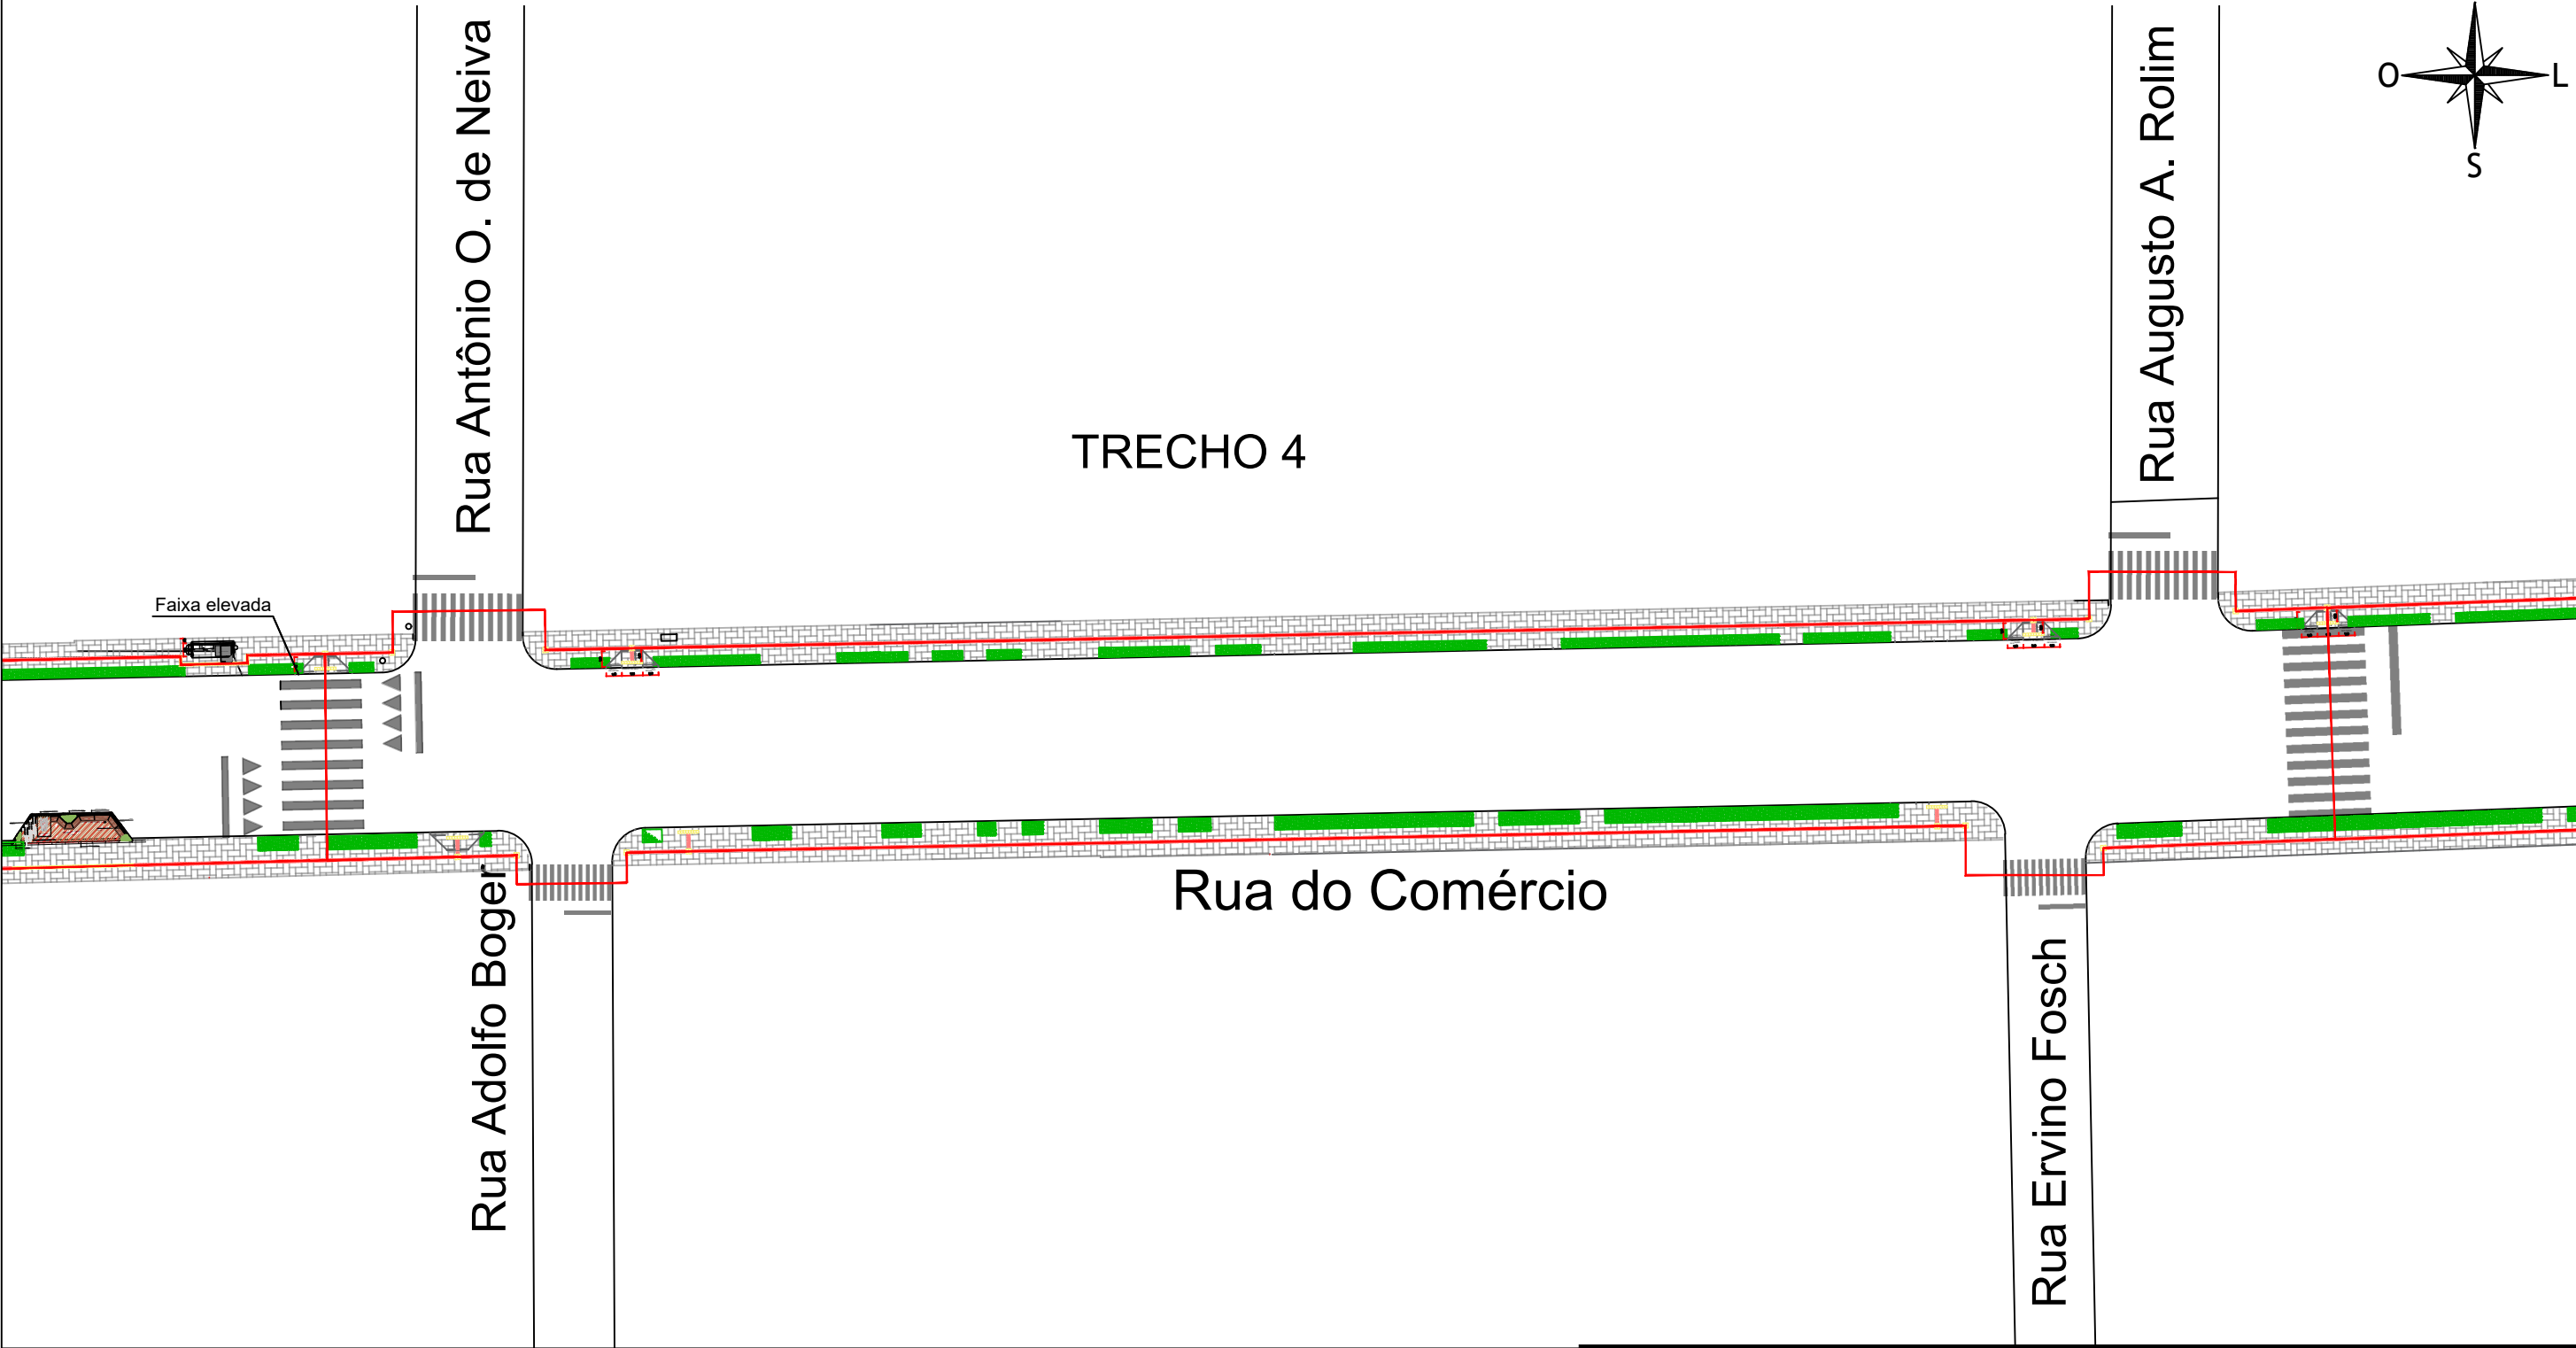 Rua Antônio O. de Neiva
Rua Augusto A. Rolim
O
L
S
TRECHO 4
Faixa elevada
Rua do Comércio
Rua Adolfo Boger
Rua Ervino Fosch